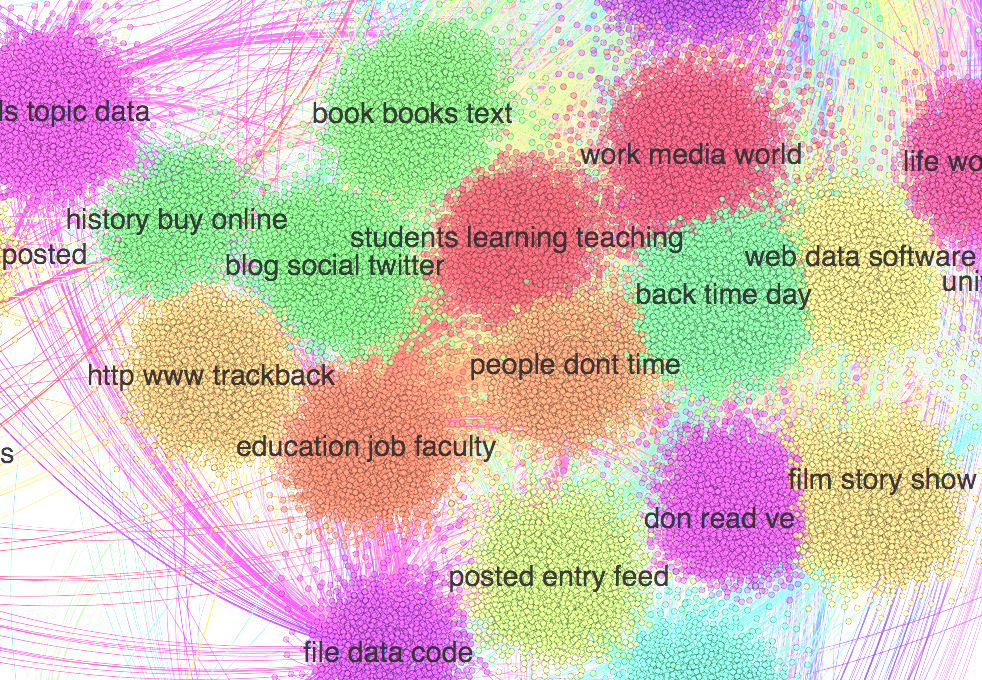 ls topic data
book books text
work media world
life wo
history buy online
students learning teaching
posted
blog social twitter
web data software
uni
back time day
people dont time
http www trackback
education job faculty
s
film story show
don read ve
posted entry feed
file data code